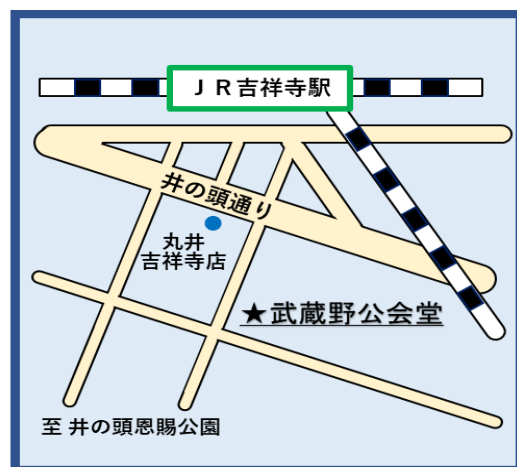 ＪＲ吉祥寺駅
井の頭通り
丸井
吉祥寺店
★武蔵野公会堂
至 井の頭恩賜公園